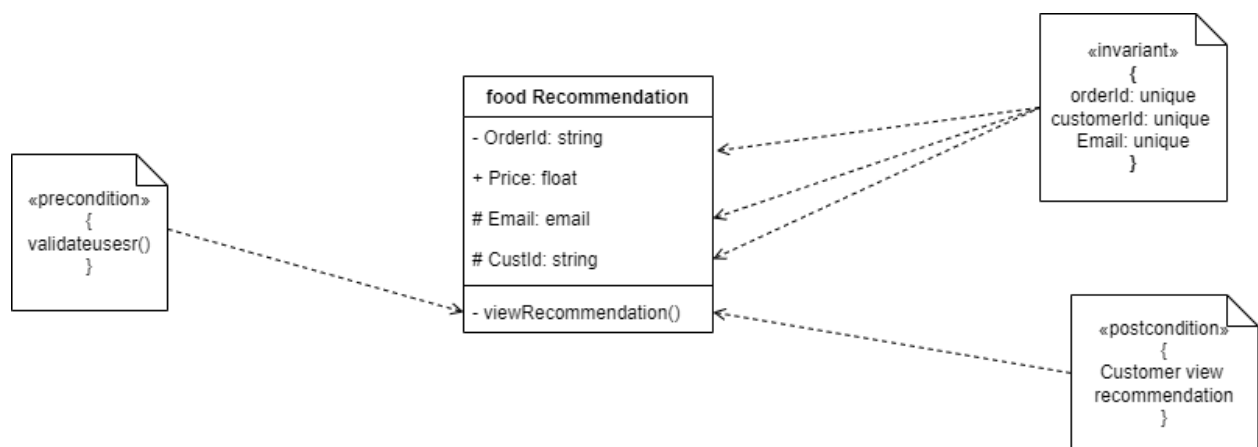 «invariant»
{
orderId: unique
customerId: unique
Email: unique
}
food Recommendation
- OrderId: string
+ Price: float
# Email: email
# CustId: string
- viewRecommendation()
«precondition»
{
validateusesr()
}
«postcondition»
{
Customer view
recommendation
}